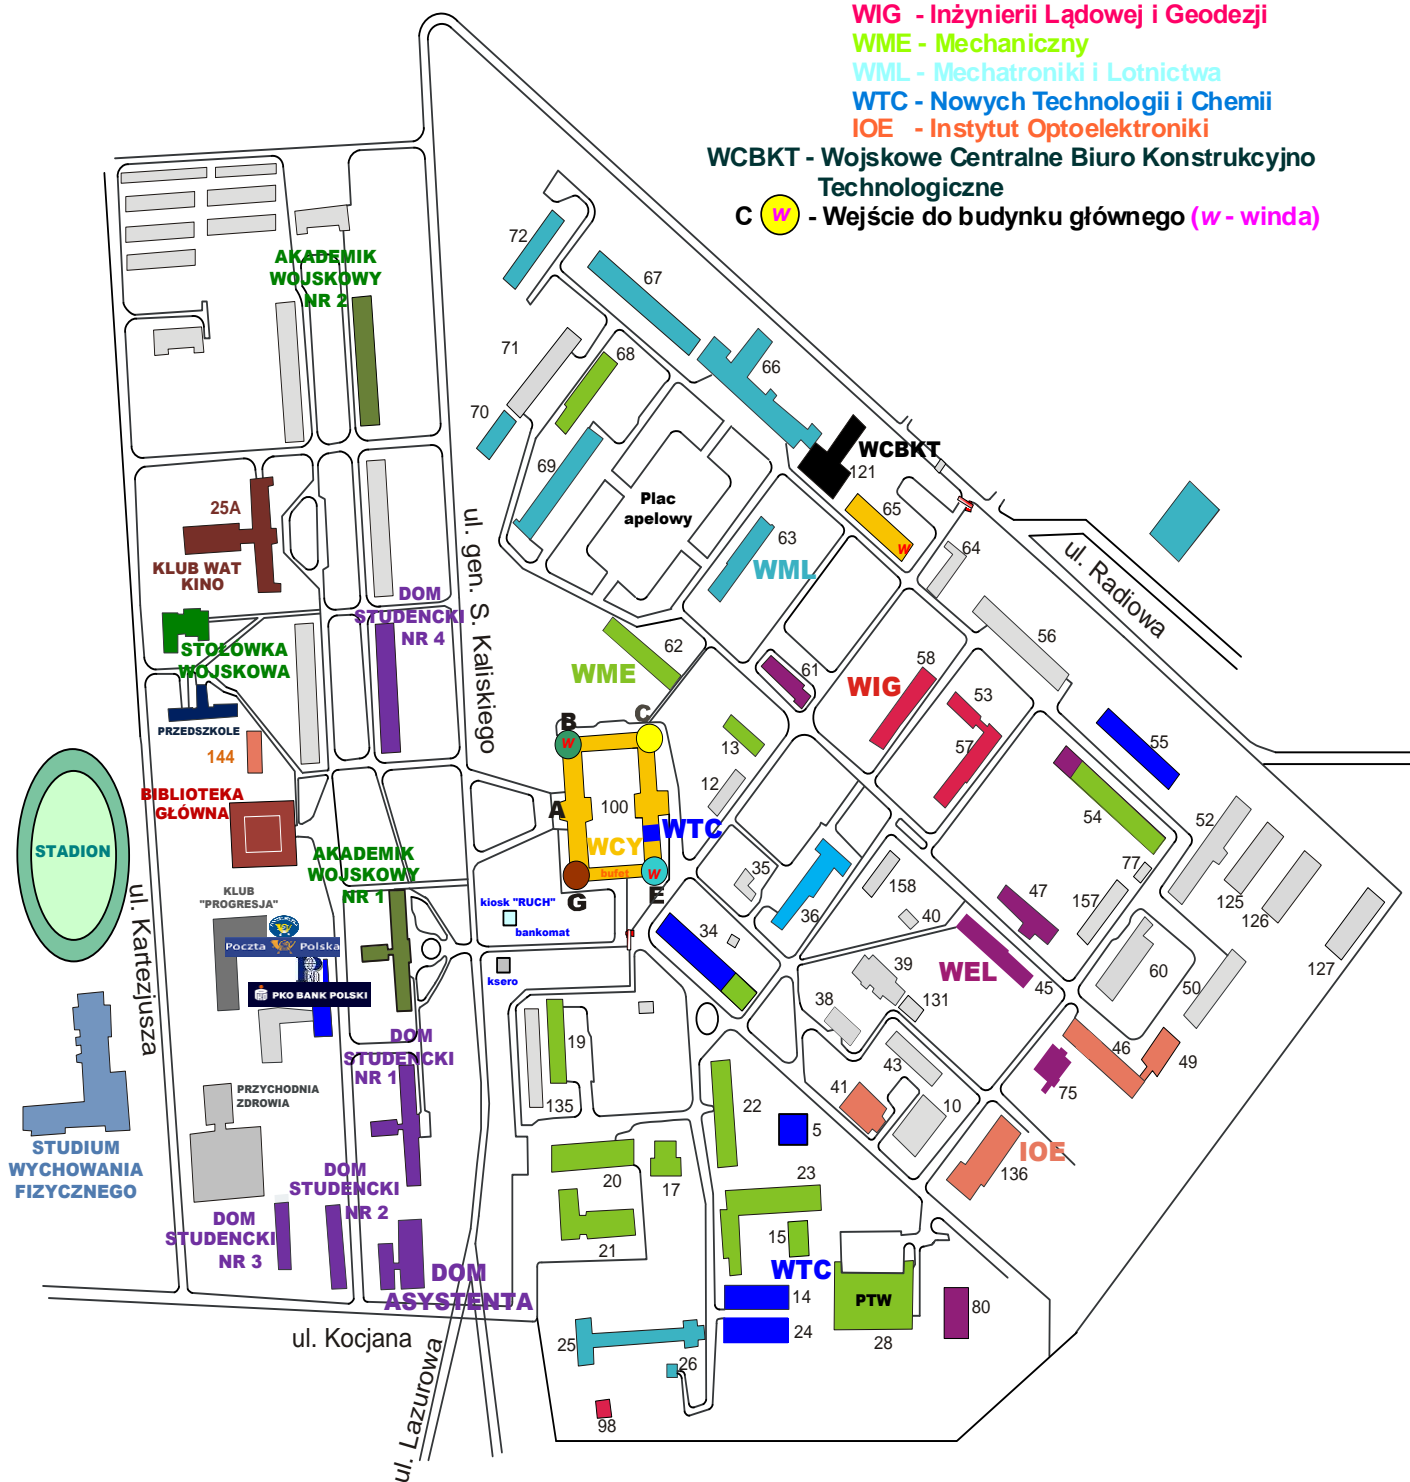 WIG - Inżynierii Lądowej i Geodezji
WME - Mechaniczny
WML - Mechatroniki i Lotnictwa
WTC - Nowych Technologii i Chemii
IOE - Instytut Optoelektroniki
WCBKT - Wojskowe Centralne Biuro Konstrukcyjno
Technologiczne
C w - Wejście do budynku głównego (w - winda)
72
67
AKADEMIK
WOJSKOWY
NR 2
71
68
66
70
69
WCBKT
121
Plac
apelowy
65
w
25A
KLUB WAT
KINO
ul. gen. S. Kaliskiego
63
WML
64
ul. Radiowa
DOM
STUDENCKI
NR 4
STOŁÓWKA
WOJSKOWA
62
WME
61
58
WIG
56
53
57
PRZEDSZKOLE
144
B
w
C
13
12
55
54
BIBLIOTEKA
GŁÓWNA
A
100
WTC
WCY
bufet
w
G
E
52
STADION
AKADEMIK
WOJSKOWY
NR 1
35
36
158
40
47
77
157
125
126
127
ul. Kartezjusza
KLUB
"PROGRESJA"
Poczta Polska
PKO BANK POLSKI
kiosk "RUCH"
bankomat
ksero
34
39
38
131
WEL
45
60
50
STUDIUM
WYCHOWANIA
FIZYCZNEGO
PRZYCHODNIA
ZDROWIA
DOM
STUDENCKI
NR 1
19
135
22
43
41
10
46
49
75
5
20
17
23
IOE
136
DOM
STUDENCKI
NR 2
DOM
STUDENCKI
NR 3
21
15
WTC
DOM
ASYSTENTA
14
PTW
80
24
28
ul. Kocjana
25
26
98
ul. Lazurowa